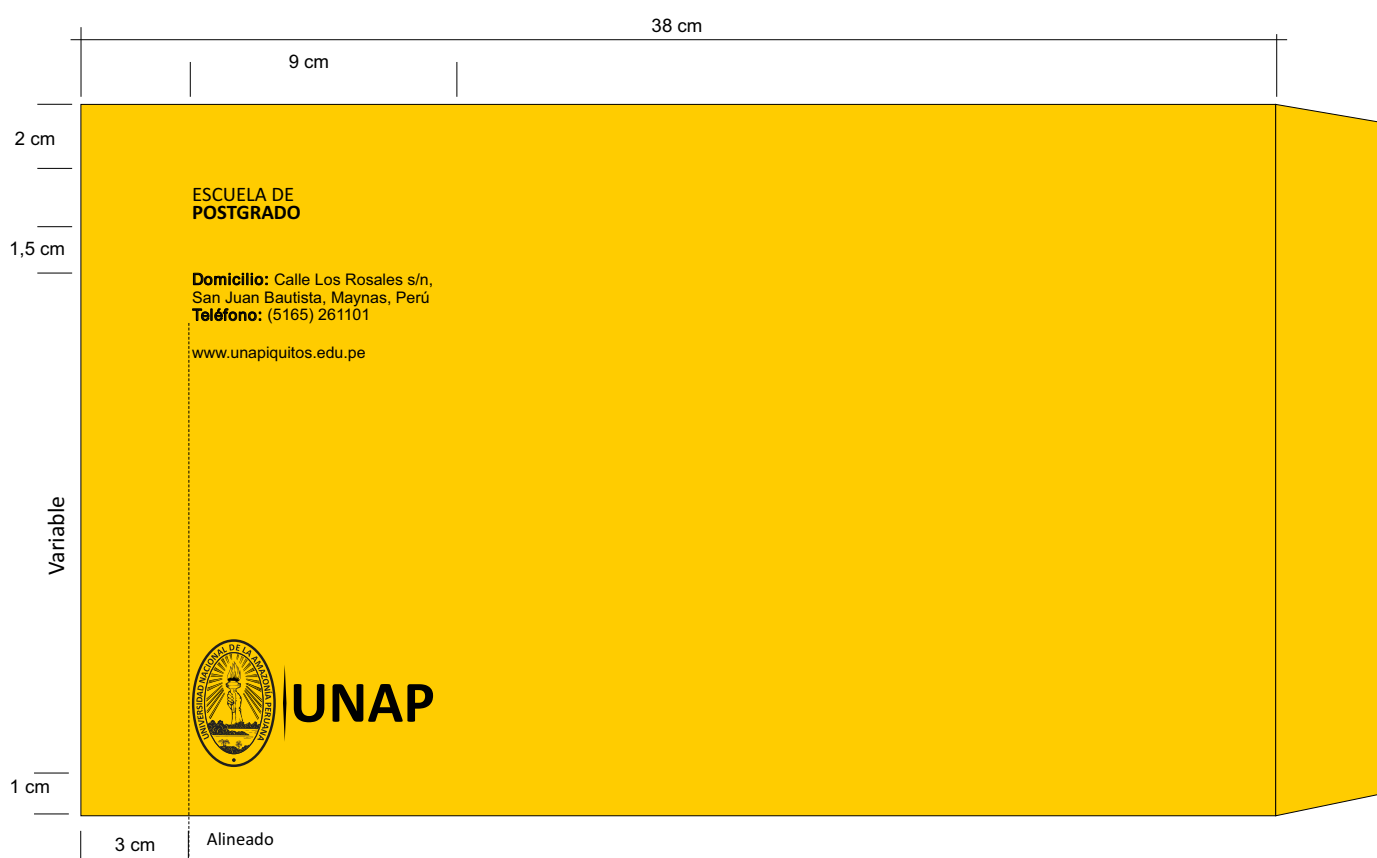 38 cm
9 cm
2 cm
ESCUELA DE
POSTGRADO
1,5 cm
Domicilio: Calle Los Rosales s/n,
San Juan Bautista, Maynas, Perú
Teléfono: (5165) 261101
www.unapiquitos.edu.pe
Variable
UNIVERSIDAD NACIONAL DE LA AMAZONÍA PERUANA
UNAP
1 cm
3 cm
Alineado